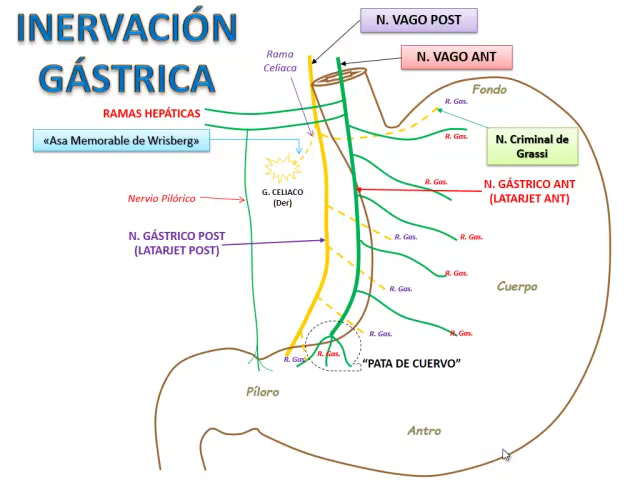 INERVACIÓN
GÁSTRICA
N. VAGO POST
N. VAGO ANT
Rama
Celiaca
Fondo
R. Gas.
RAMAS HEPÁTICAS
R. Gas.
«Asa Memorable de Wrisberg»
N. Criminal de
Grassi
G. CELIACO
(Der)
R. Gas.
N. GÁSTRICO ANT
(LATARJET ANT)
Nervio Pilórico
N. GÁSTRICO POST
(LATARJET POST)
R. Gas.
R. Gas.
R. Gas.
Cuerpo
R. Gas.
R. Gas.
R. Gas.
R. Gas.
R. Gas.
"PATA DE CUERVO"
Píloro
Antro